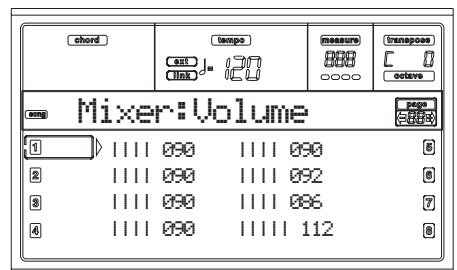 chord tempo measure transpose
ext link ♩= 120 888 C 0
octave
song Mixer:Volume page
1 |||| 090 |||| 090 5
2 |||| 090 |||| 092 6
3 |||| 090 |||| 086 7
4 |||| 090 ||||| 112 8